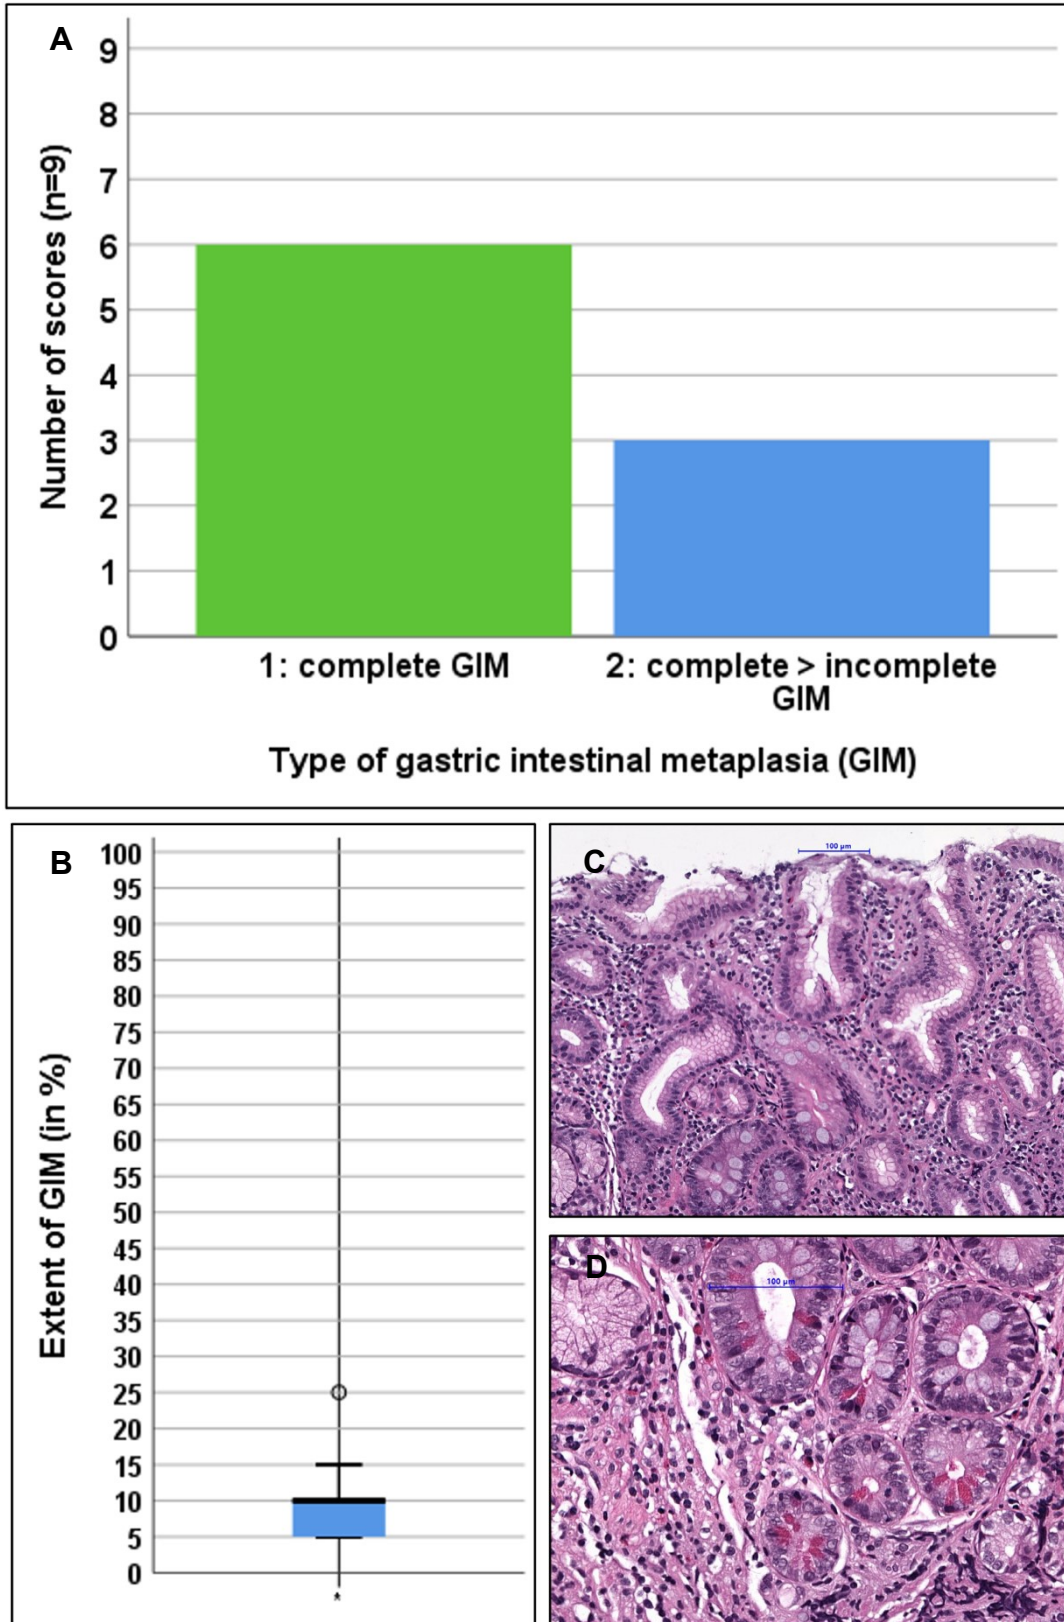 A
Number of scores (n=9)
9
8
7
6
5
4
3
2
1
0
1: complete GIM
2: complete > incomplete
GIM
Type of gastric intestinal metaplasia (GIM)
B
Extent of GIM (in %)
100
95
90
85
80
75
70
65
60
55
50
45
40
35
30
25
20
15
10
5
0
*
C
100 µm
D
100 µm